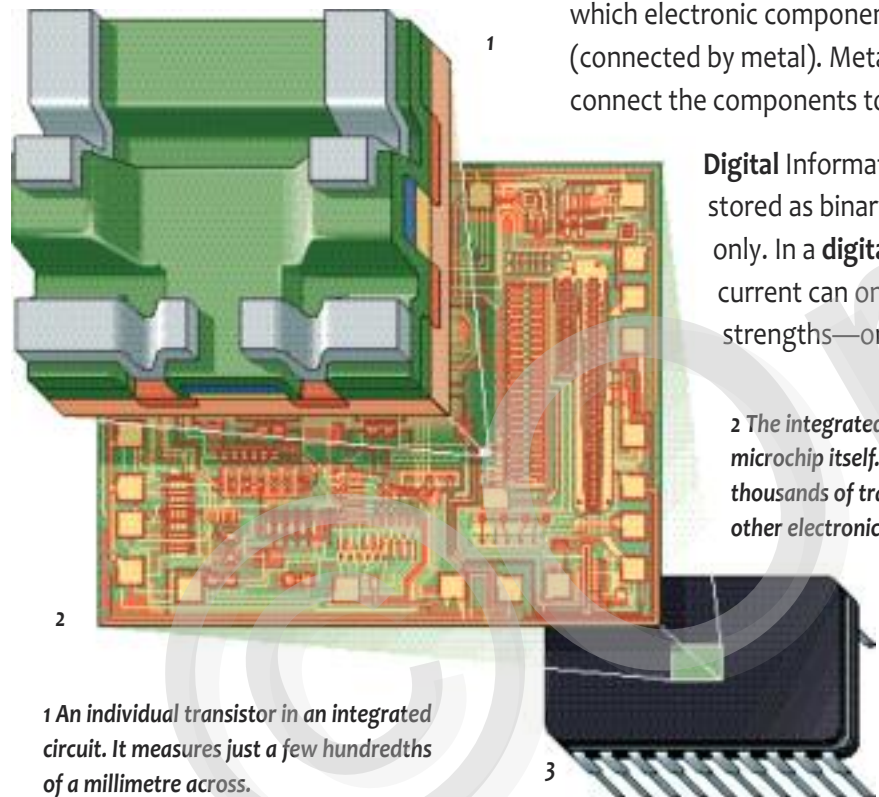 which electronic componen
(connected by metal). Meta
connect the components to
1
Digital Informat
stored as binar
only. In a digita
current can on
strengths—or
2 The integrated
microchip itself.
thousands of tra
other electronic
2
1 An individual transistor in an integrated
circuit. It measures just a few hundredths
of a millimetre across.
3